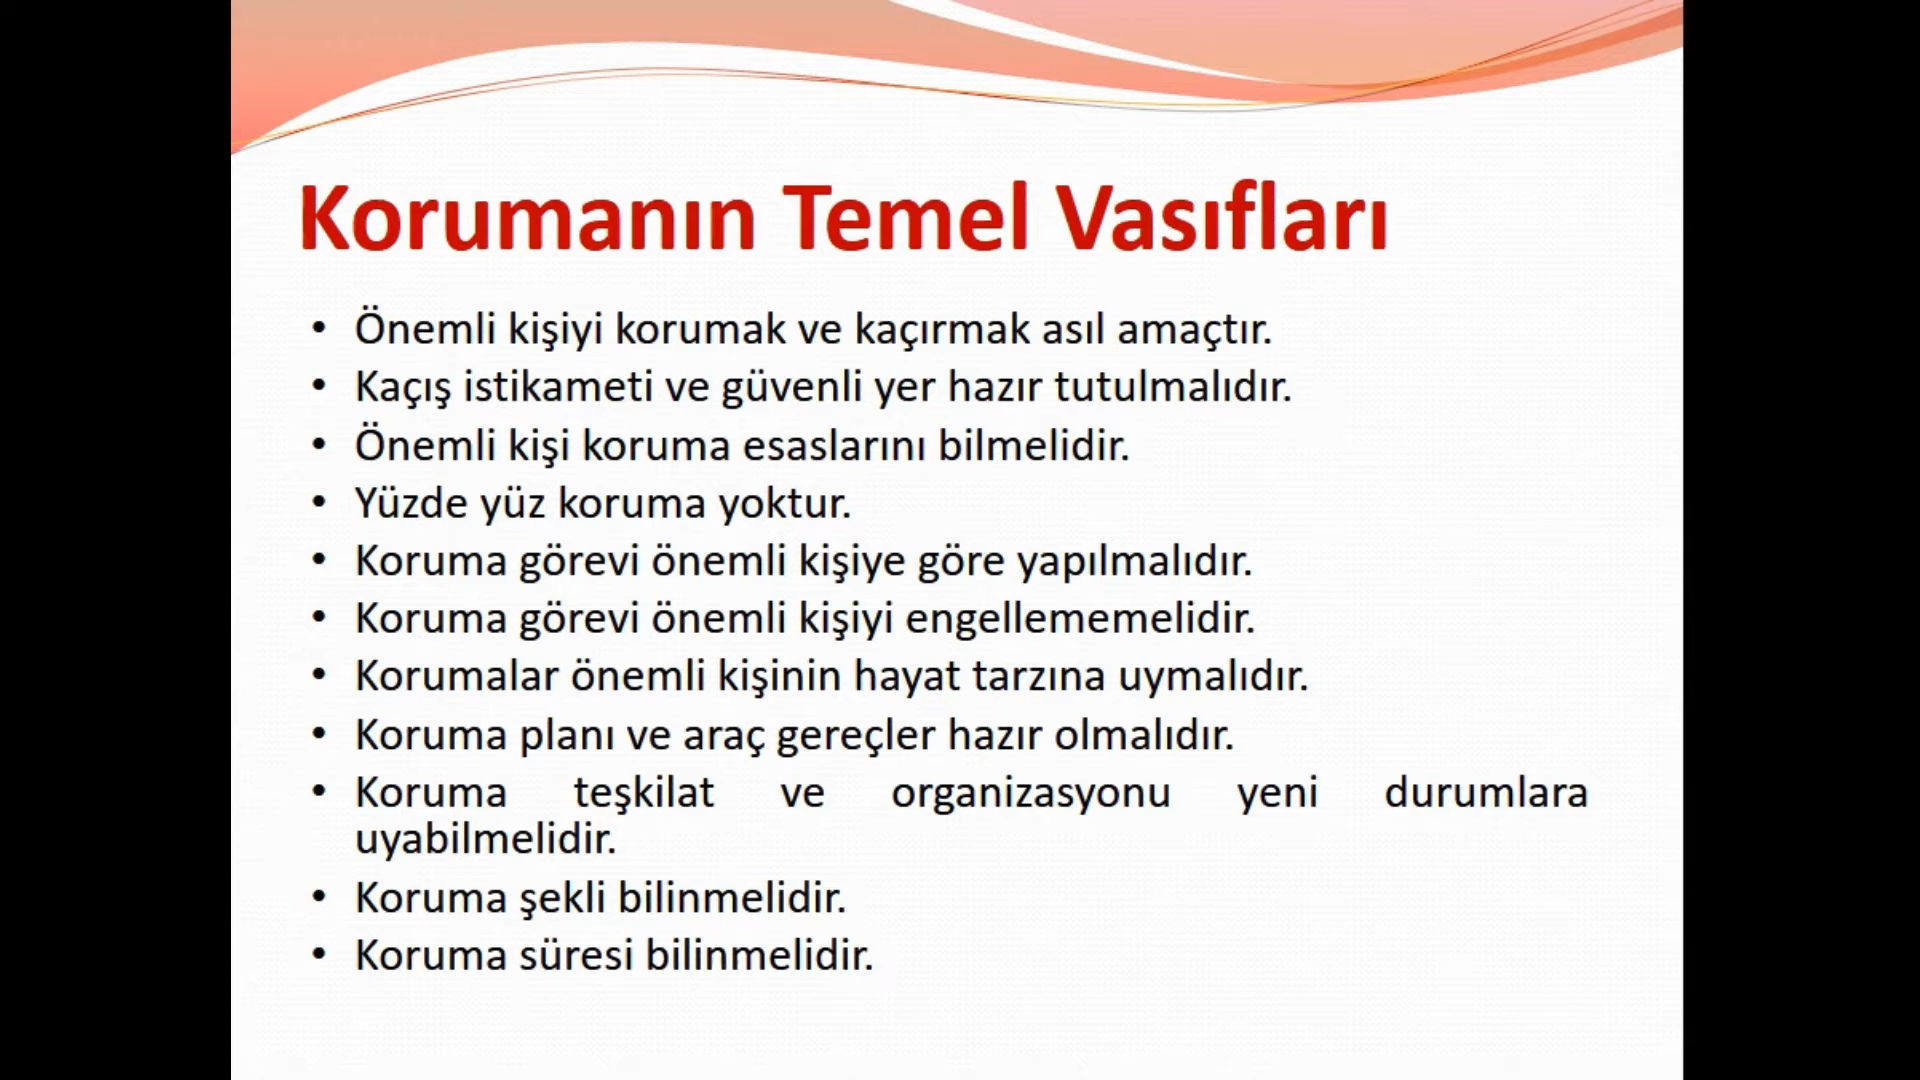 Korumanın Temel Vasıfları
• Önemli kişiyi korumak ve kaçırmak asıl amaçtır.
• Kaçış istikameti ve güvenli yer hazır tutulmalıdır.
• Önemli kişi koruma esaslarını bilmelidir.
• Yüzde yüz koruma yoktur.
• Koruma görevi önemli kişiye göre yapılmalıdır.
• Koruma görevi önemli kişiyi engellememelidir.
• Korumalar önemli kişinin hayat tarzına uymalıdır.
• Koruma planı ve araç gereçler hazır olmalıdır.
• Koruma teşkilat ve organizasyonu yeni durumlara
uyabilmelidir.
• Koruma şekli bilinmelidir.
• Koruma süresi bilinmelidir.